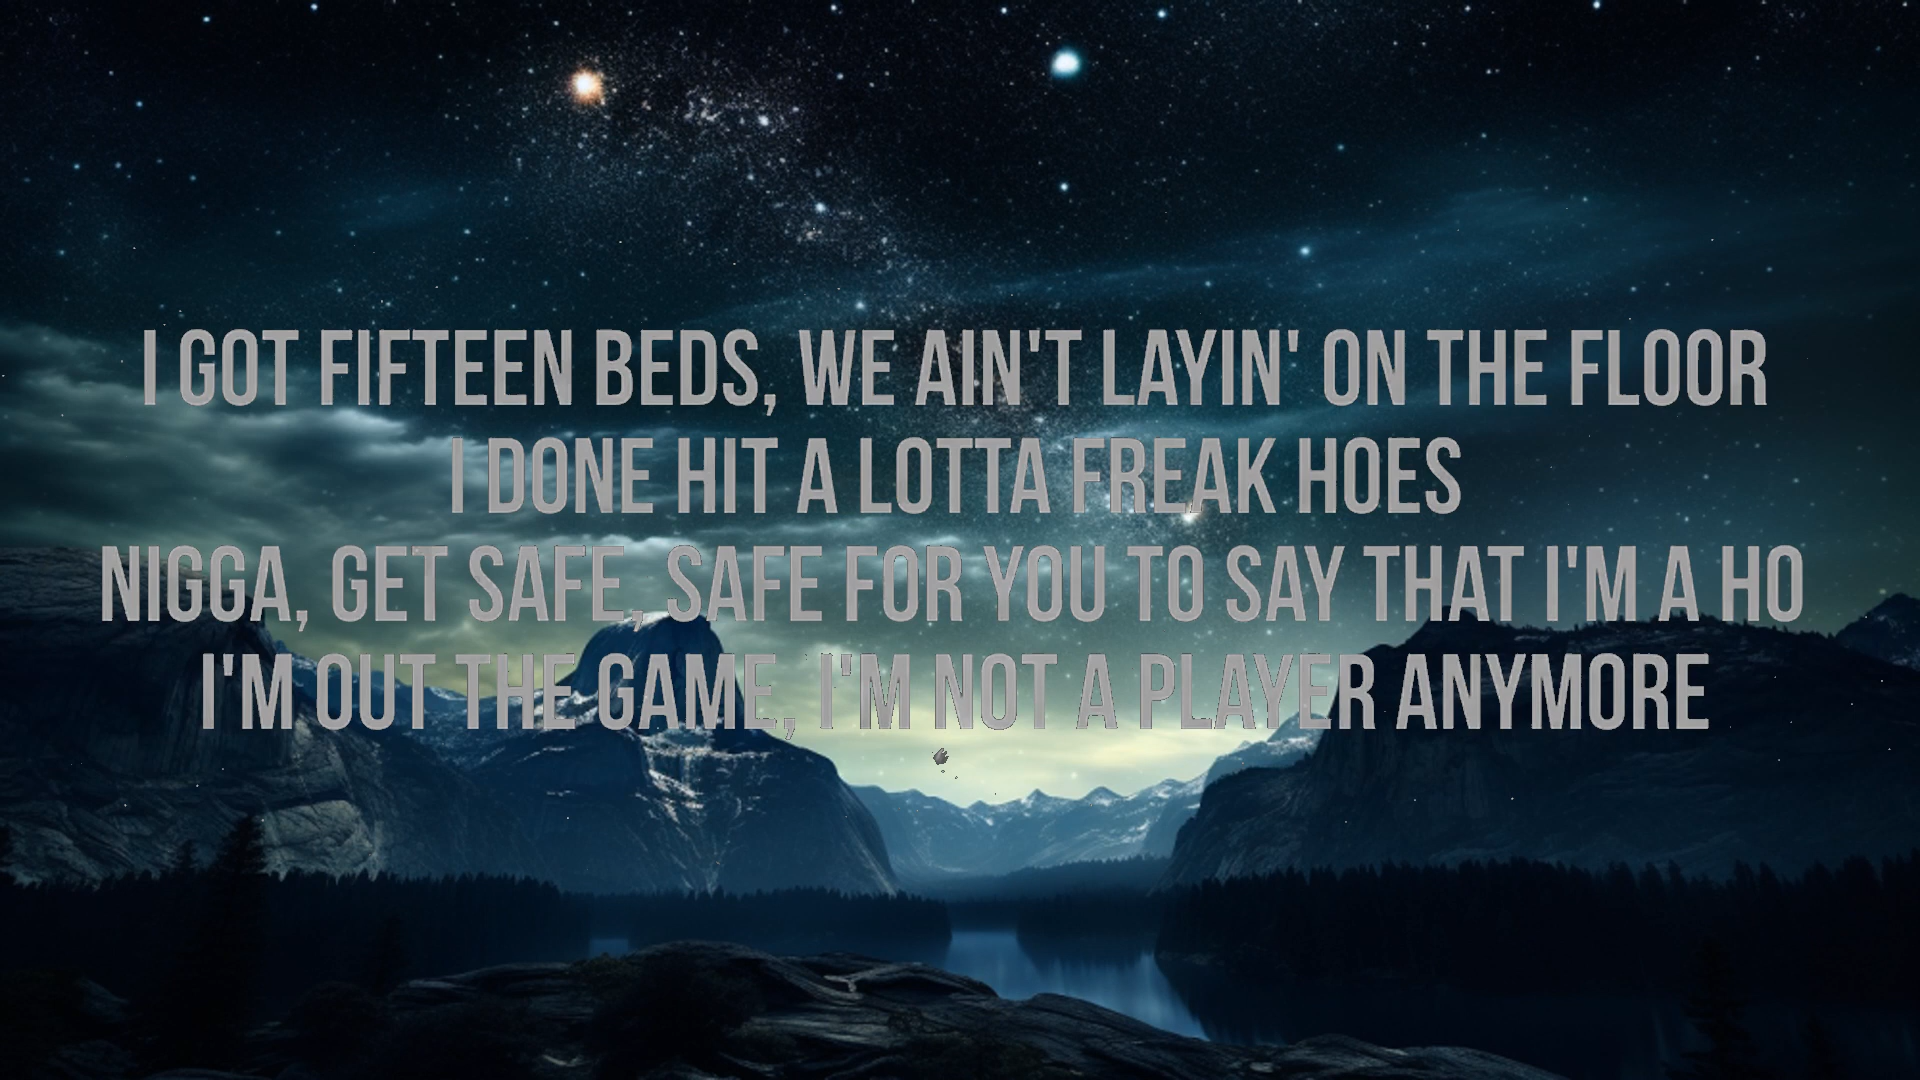 I GOT FIFTEEN BEDS, WE AIN'T LAYIN' ON THE FLOOR
I DONE HIT A LOTTA FREAK HOES
NIGGA, GET SAFE, SAFE FOR YOU TO SAY THAT I'M A HO
I'M OUT THE GAME, I'M NOT A PLAYER ANYMORE